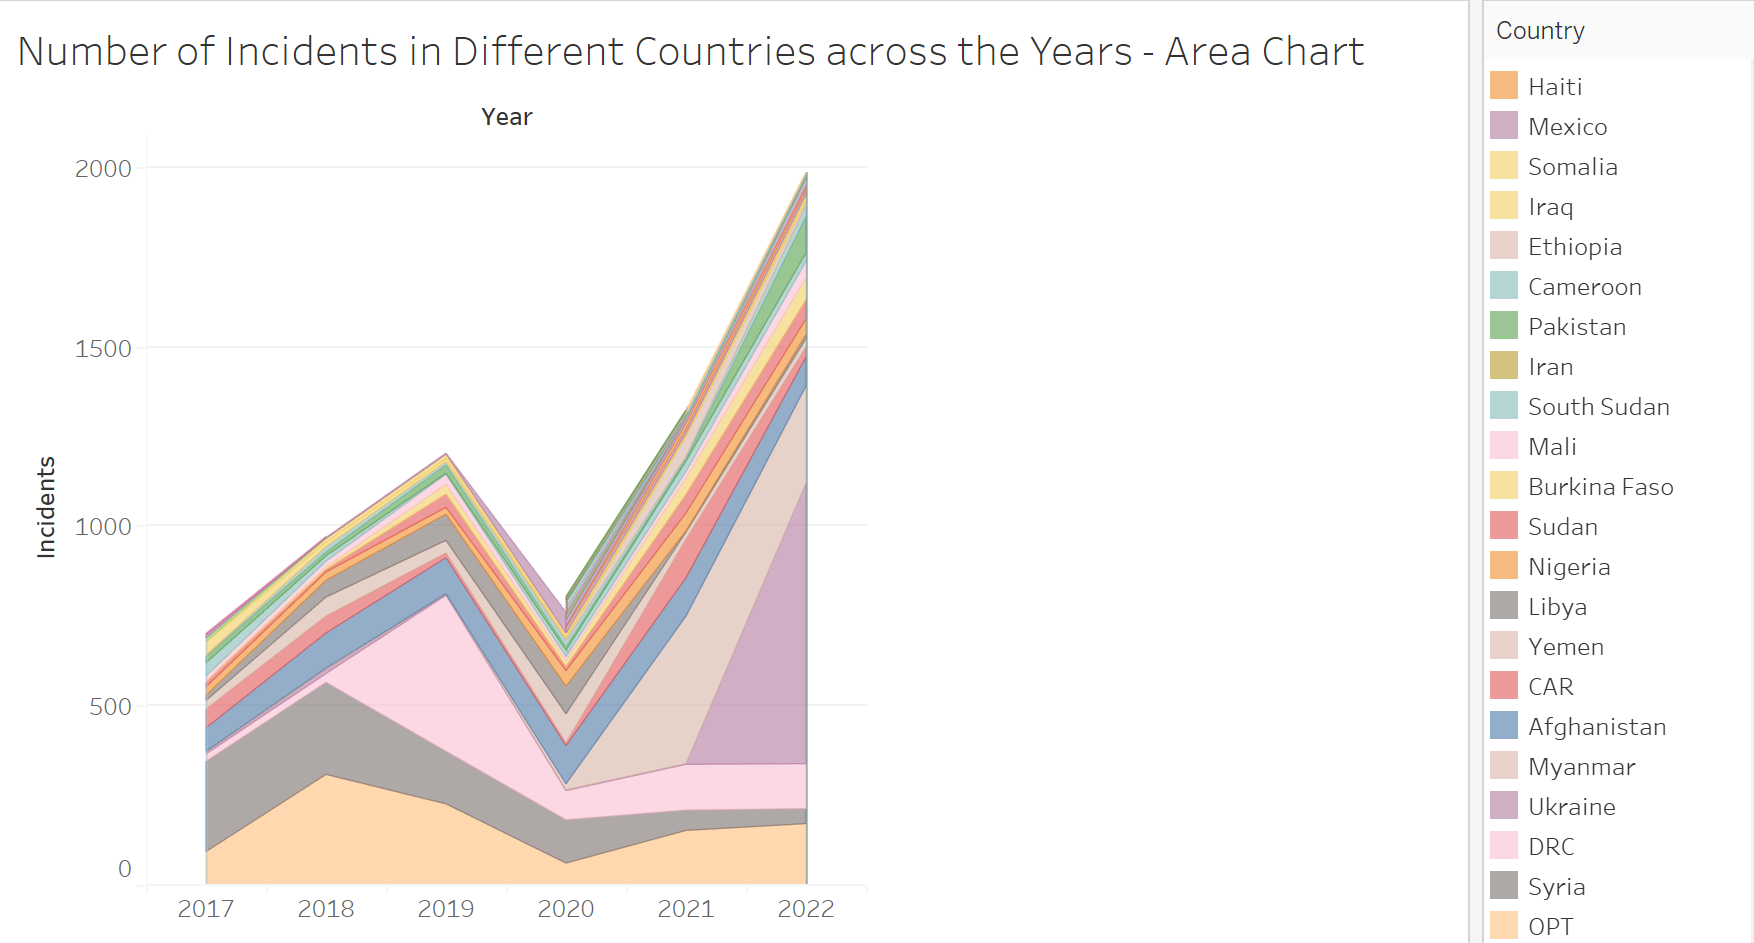 Number of Incidents in Different Countries across the Years - Area Chart
Year
Incidents
2000
1500
1000
500
0
2017 2018 2019 2020 2021 2022
Country
Haiti
Mexico
Somalia
Iraq
Ethiopia
Cameroon
Pakistan
Iran
South Sudan
Mali
Burkina Faso
Sudan
Nigeria
Libya
Yemen
CAR
Afghanistan
Myanmar
Ukraine
DRC
Syria
OPT